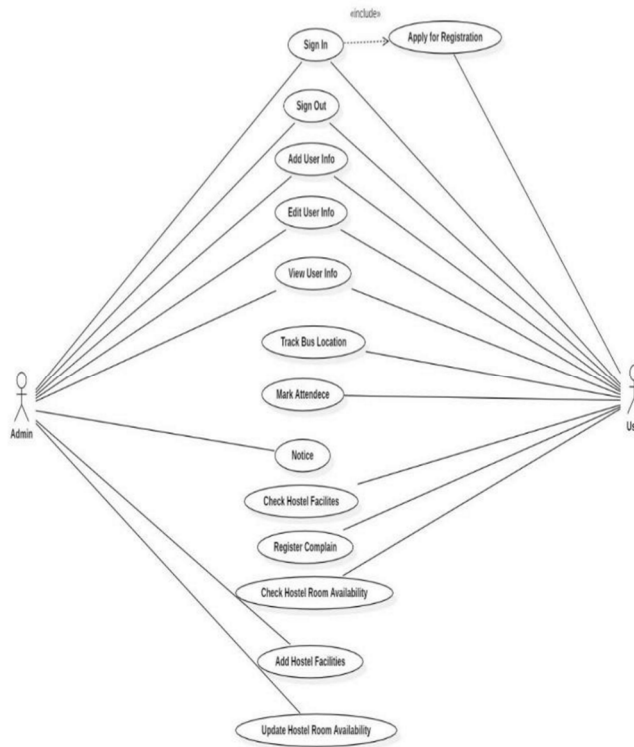 «include»
Sign In
Apply for Registration
Sign Out
Add User Info
Edit User Info
View User Info
Track Bus Location
Mark Attendece
Admin
Us
Notice
Check Hostel Facilites
Register Complain
Check Hostel Room Availability
Add Hostel Facilities
Update Hostel Room Availability